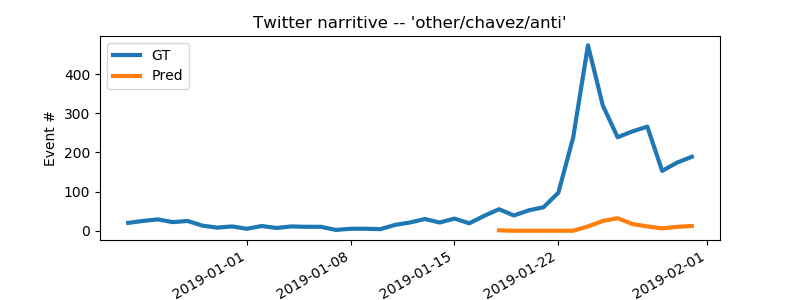 Twitter narritive -- 'other/chavez/anti'
GT
Pred
Event #
400
300
200
100
0
2019-01-01
2019-01-08
2019-01-15
2019-01-22
2019-02-01